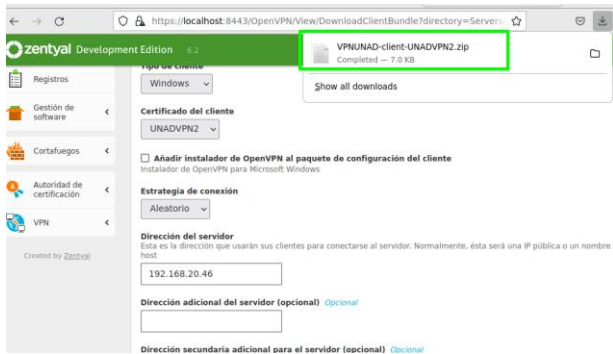 https://localhost:8443/OpenVPN/View/DownloadClientBundle?directory=Servers
zentyal Development Edition 6.2
VPNUNAD-client-UNADVPN2.zip
Completed — 7.0 KB
Show all downloads
Registros
Gestión de
software
Cortafuegos
Autoridad de
certificación
VPN
Created by Zentyal
Tipo de cliente
Windows
Certificado del cliente
UNADVPN2
Añadir instalador de OpenVPN al paquete de configuración del cliente
Instalador de OpenVPN para Microsoft Windows
Estrategia de conexión
Aleatorio
Dirección del servidor
Esta es la dirección que usarán sus clientes para conectarse al servidor. Normalmente, ésta será una IP pública o un nombre
host
192.168.20.46
Dirección adicional del servidor (opcional) Opcional
Dirección secundaria adicional para el servidor (opcional) Opcional